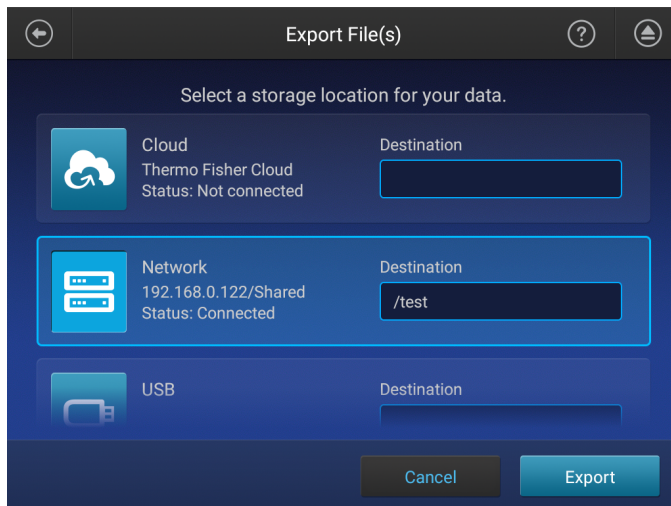 Export File(s)
?
Select a storage location for your data.
Cloud
Thermo Fisher Cloud
Status: Not connected
Destination
Network
192.168.0.122/Shared
Status: Connected
Destination
/test
USB
Destination
Cancel
Export